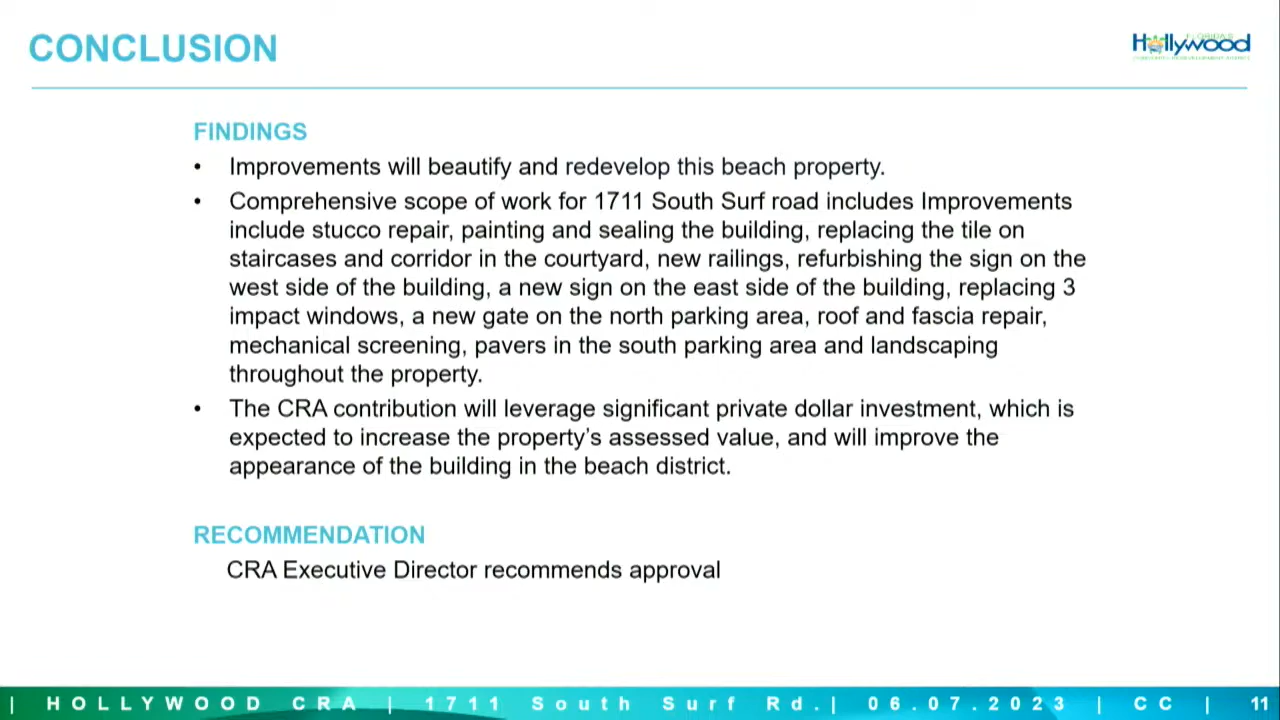 CONCLUSION
FLORIDA'S
Hollywood
FINDINGS
• Improvements will beautify and redevelop this beach property.
• Comprehensive scope of work for 1711 South Surf road includes Improvements
include stucco repair, painting and sealing the building, replacing the tile on
staircases and corridor in the courtyard, new railings, refurbishing the sign on the
west side of the building, a new sign on the east side of the building, replacing 3
impact windows, a new gate on the north parking area, roof and fascia repair,
mechanical screening, pavers in the south parking area and landscaping
throughout the property.
• The CRA contribution will leverage significant private dollar investment, which is
expected to increase the property’s assessed value, and will improve the
appearance of the building in the beach district.
RECOMMENDATION
CRA Executive Director recommends approval
| HOLLYWOOD CRA | 1711 South Surf Rd. | 06.07.2023 | CC | 11